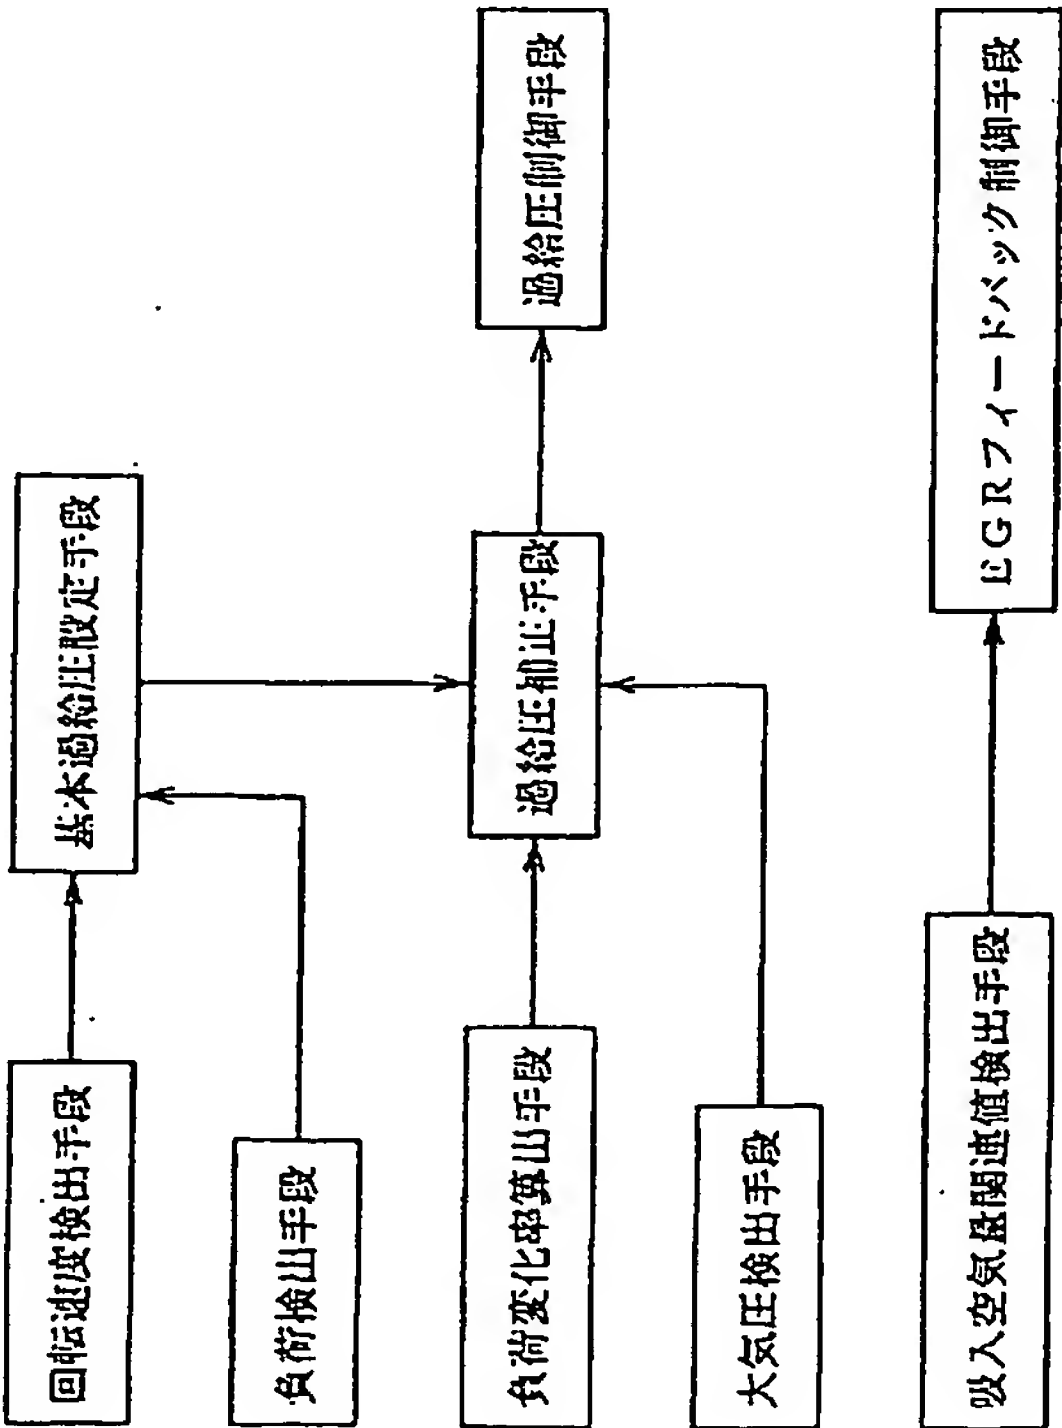 回転速度検出手段
負荷検出手段
負荷変化率算出手段
大気圧検出手段
吸入空気量関連値検出手段
基本過給圧設定手段
過給圧補正手段
過給圧制御手段
EGRフィードバック制御手段